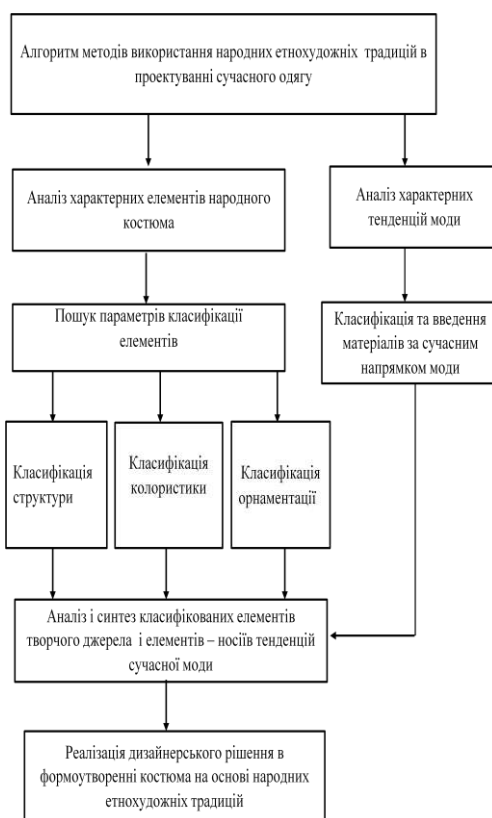 Алгоритм методів використання народних етнохудожніх традицій в
проектуванні сучасного одягу
Аналіз характерних елементів народного
костюма
Аналіз характерних
тенденцій моди
Пошук параметрів класифікації
елементів
Класифікація та введення
матеріалів за сучасним
напрямком моди
Класифікація
структури
Класифікація
колористики
Класифікація
орнаментації
Аналіз і синтез класифікованих елементів
творчого джерела і елементів – носіїв тенденцій
сучасної моди
Реалізація дизайнерського рішення в
формоутворенні костюма на основі народних
етнохудожніх традицій